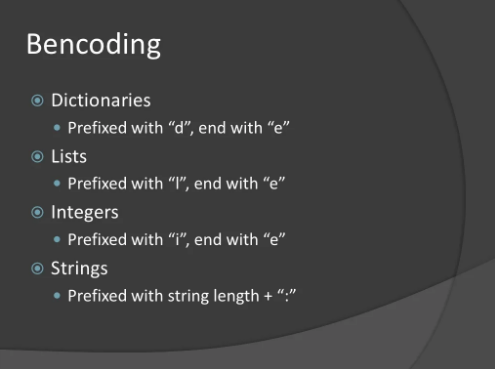 Bencoding
Dictionaries
Prefixed with “d”, end with “e”
Lists
Prefixed with “l”, end with “e”
Integers
Prefixed with “i”, end with “e”
Strings
Prefixed with string length + “:”